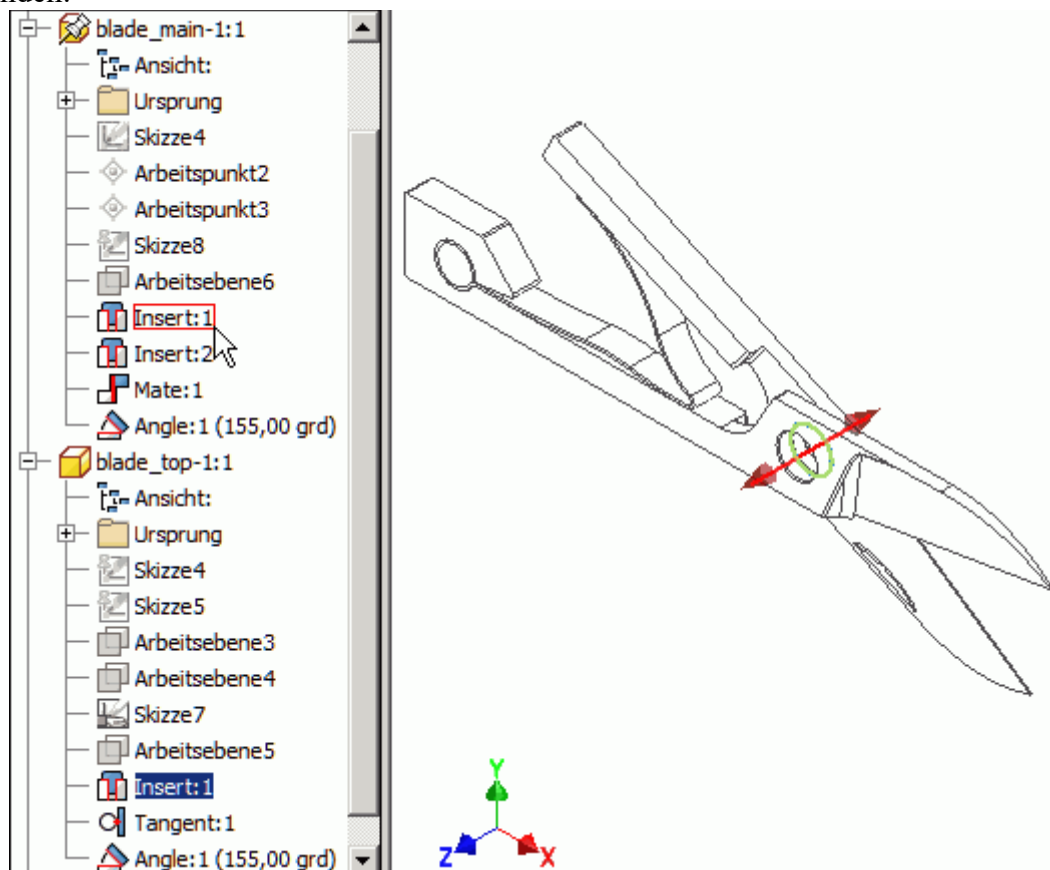 nden.
blade_main-1:1
Ansicht:
Ursprung
Skizze4
Arbeitspunkt2
Arbeitspunkt3
Skizze8
Arbeitsebene6
Insert:1
Insert:2
Mate:1
Angle:1 (155,00 grd)
blade_top-1:1
Ansicht:
Ursprung
Skizze4
Skizze5
Arbeitsebene3
Arbeitsebene4
Skizze7
Arbeitsebene5
Insert:1
Tangent:1
Angle:1 (155,00 grd)
Y
Z
X